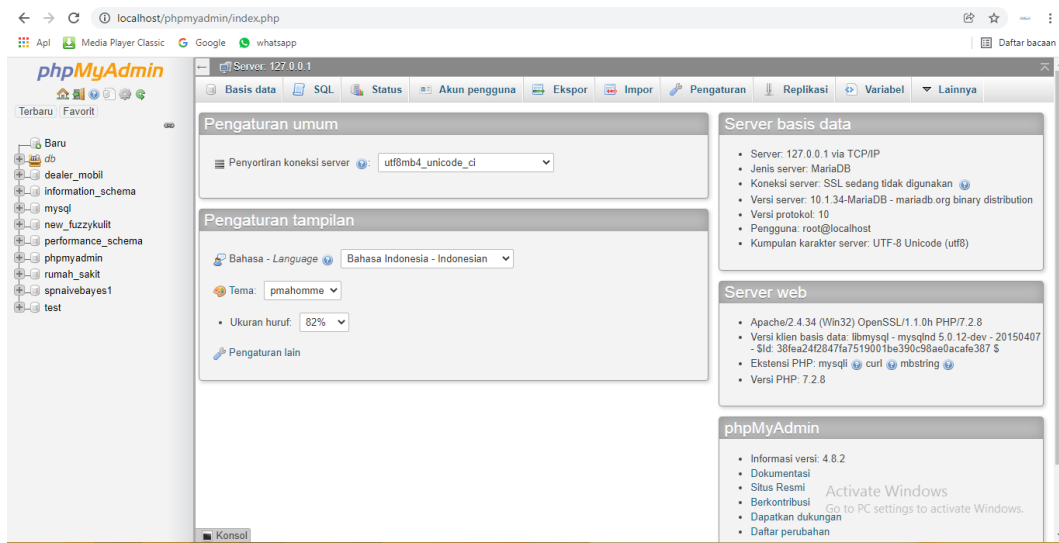 localhost/phpmyadmin/index.php
Apl Media Player Classic Google whatsapp Daftar bacaan
phpMyAdmin
Terbaru Favorit
Baru
db
dealer_mobil
information_schema
mysql
new_fuzzykulit
performance_schema
phpmyadmin
rumah_sakit
spnaivebayes1
test
Server: 127.0.0.1
Basis data SQL Status Akun pengguna Ekspor Impor Pengaturan Replikasi Variabel Lainnya
Pengaturan umum
Penyortiran koneksi server : utf8mb4_unicode_ci
Pengaturan tampilan
Bahasa - Language Bahasa Indonesia - Indonesian
Tema: pmahomme
• Ukuran huruf: 82%
Pengaturan lain
Server basis data
• Server: 127.0.0.1 via TCP/IP
• Jenis server: MariaDB
• Koneksi server: SSL sedang tidak digunakan
• Versi server: 10.1.34-MariaDB - mariadb.org binary distribution
• Versi protokol: 10
• Pengguna: root@localhost
• Kumpulan karakter server: UTF-8 Unicode (utf8)
Server web
• Apache/2.4.34 (Win32) OpenSSL/1.1.0h PHP/7.2.8
• Versi klien basis data: libmysql - mysqlnd 5.0.12-dev - 20150407
- $Id: 38fea24f2847fa7519001be390c98ae0acafe387 $
• Ekstensi PHP: mysqli curl mbstring
• Versi PHP: 7.2.8
phpMyAdmin
• Informasi versi: 4.8.2
• Dokumentasi
• Situs Resmi
• Berkontribusi
• Dapatkan dukungan
• Daftar perubahan
Activate Windows
Go to PC settings to activate Windows.
Konsol